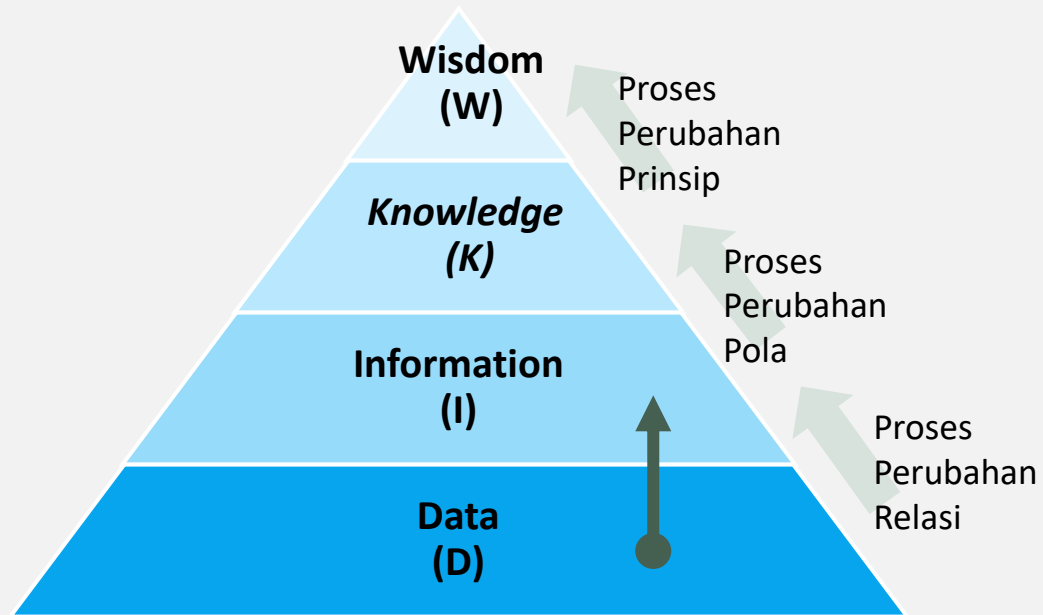 Wisdom
(W)
Proses
Perubahan
Prinsip
Knowledge
(K)
Proses
Perubahan
Pola
Information
(I)
Proses
Perubahan
Relasi
Data
(D)